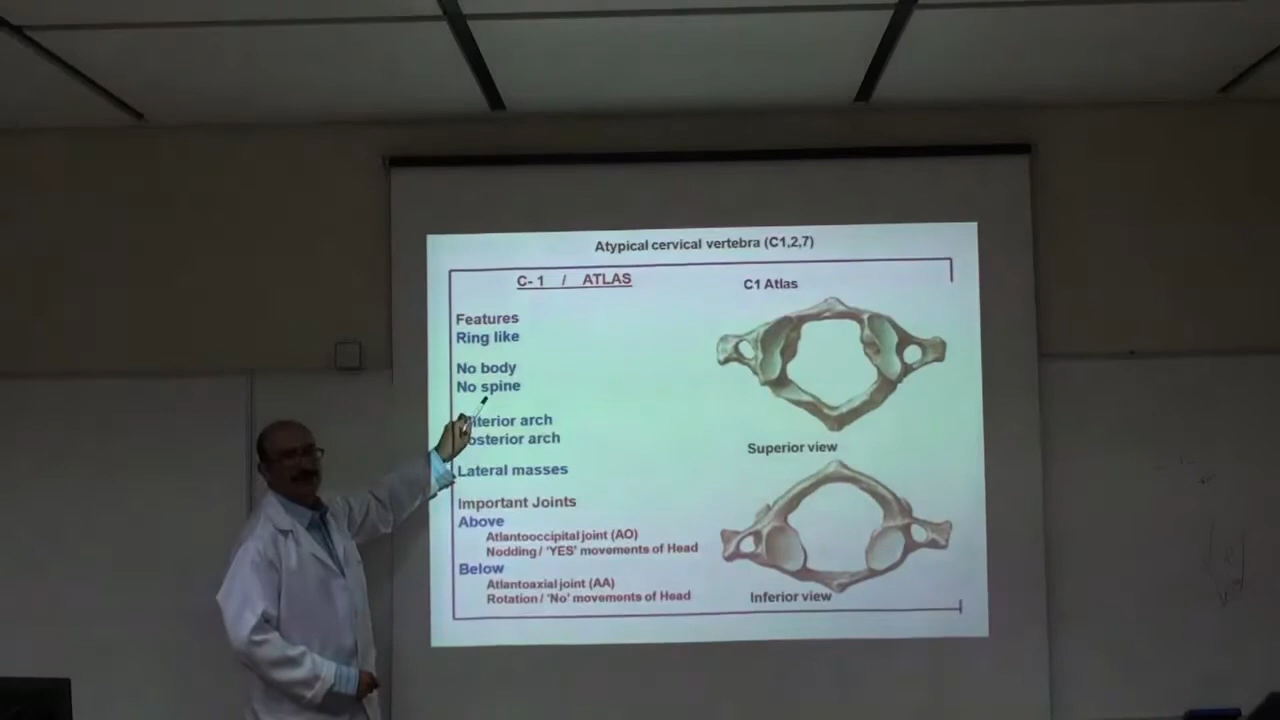 Atypical cervical vertebra (C1,2,7)
C- 1 / ATLAS
C1 Atlas
Features
Ring like
No body
No spine
terior arch
osterior arch
Superior view
Lateral masses
Important Joints
Above
Atlantooccipital joint (AO)
Nodding / 'YES' movements of Head
Below
Atlantoaxial joint (AA)
Rotation / 'No' movements of Head
Inferior view